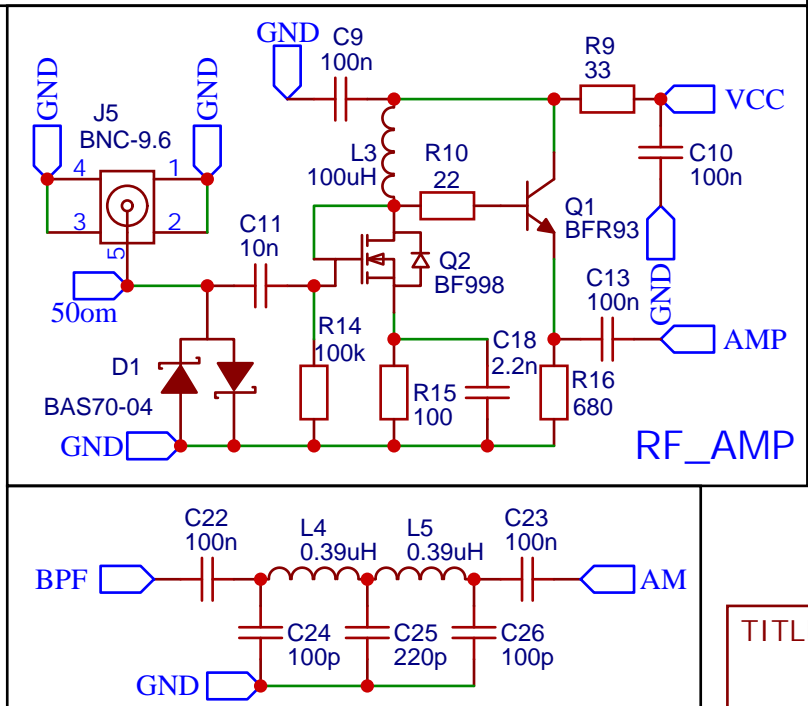 GND
C9
100n
R9
33
GND
GND
J5
BNC-9.6
4
1
3
2
5
VCC
L3
100uH
R10
22
C10
100n
Q1
BFR93
C11
10n
Q2
BF998
GND
50om
C13
100n
R14
100k
C18
2.2n
AMP
D1
BAS70-04
R15
100
R16
680
GND
RF_AMP
C22
100n
L4
0.39uH
L5
0.39uH
C23
100n
BPF
AM
C24
100p
C25
220p
C26
100p
GND
TITL